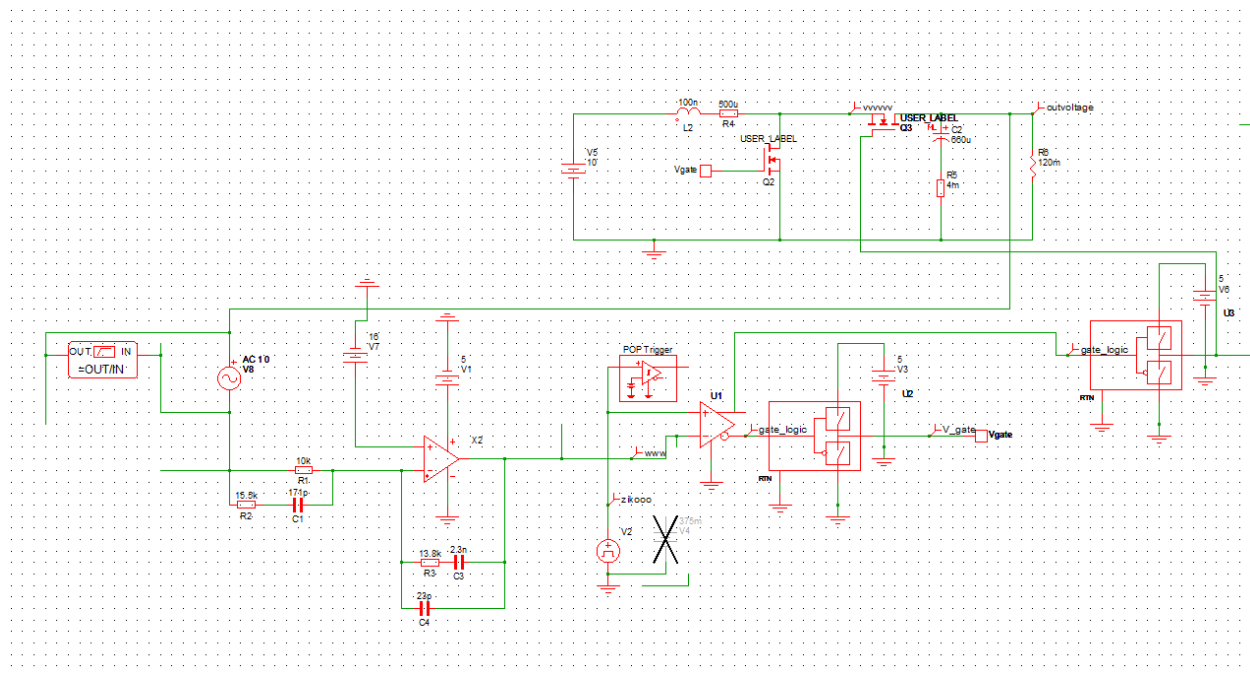 100n
L2
500u
R4
vvvvvv
USER_LABEL
Q3
C2
660u
outvoltage
V5
10
USER_LABEL
Vgate
Q2
R5
4m
R6
120m
5
V6
U3
OUT
IN
=OUT/IN
AC 1 0
V8
16
V7
5
V1
POP Trigger
U1
5
V3
U2
gate_logic
RTN
gate_logic
RTN
V_gate
Vgate
X2
www
10k
R1
15.8k
R2
171p
C1
zikooo
V2
375m
V4
13.8k
R3
2.3n
C3
23p
C4